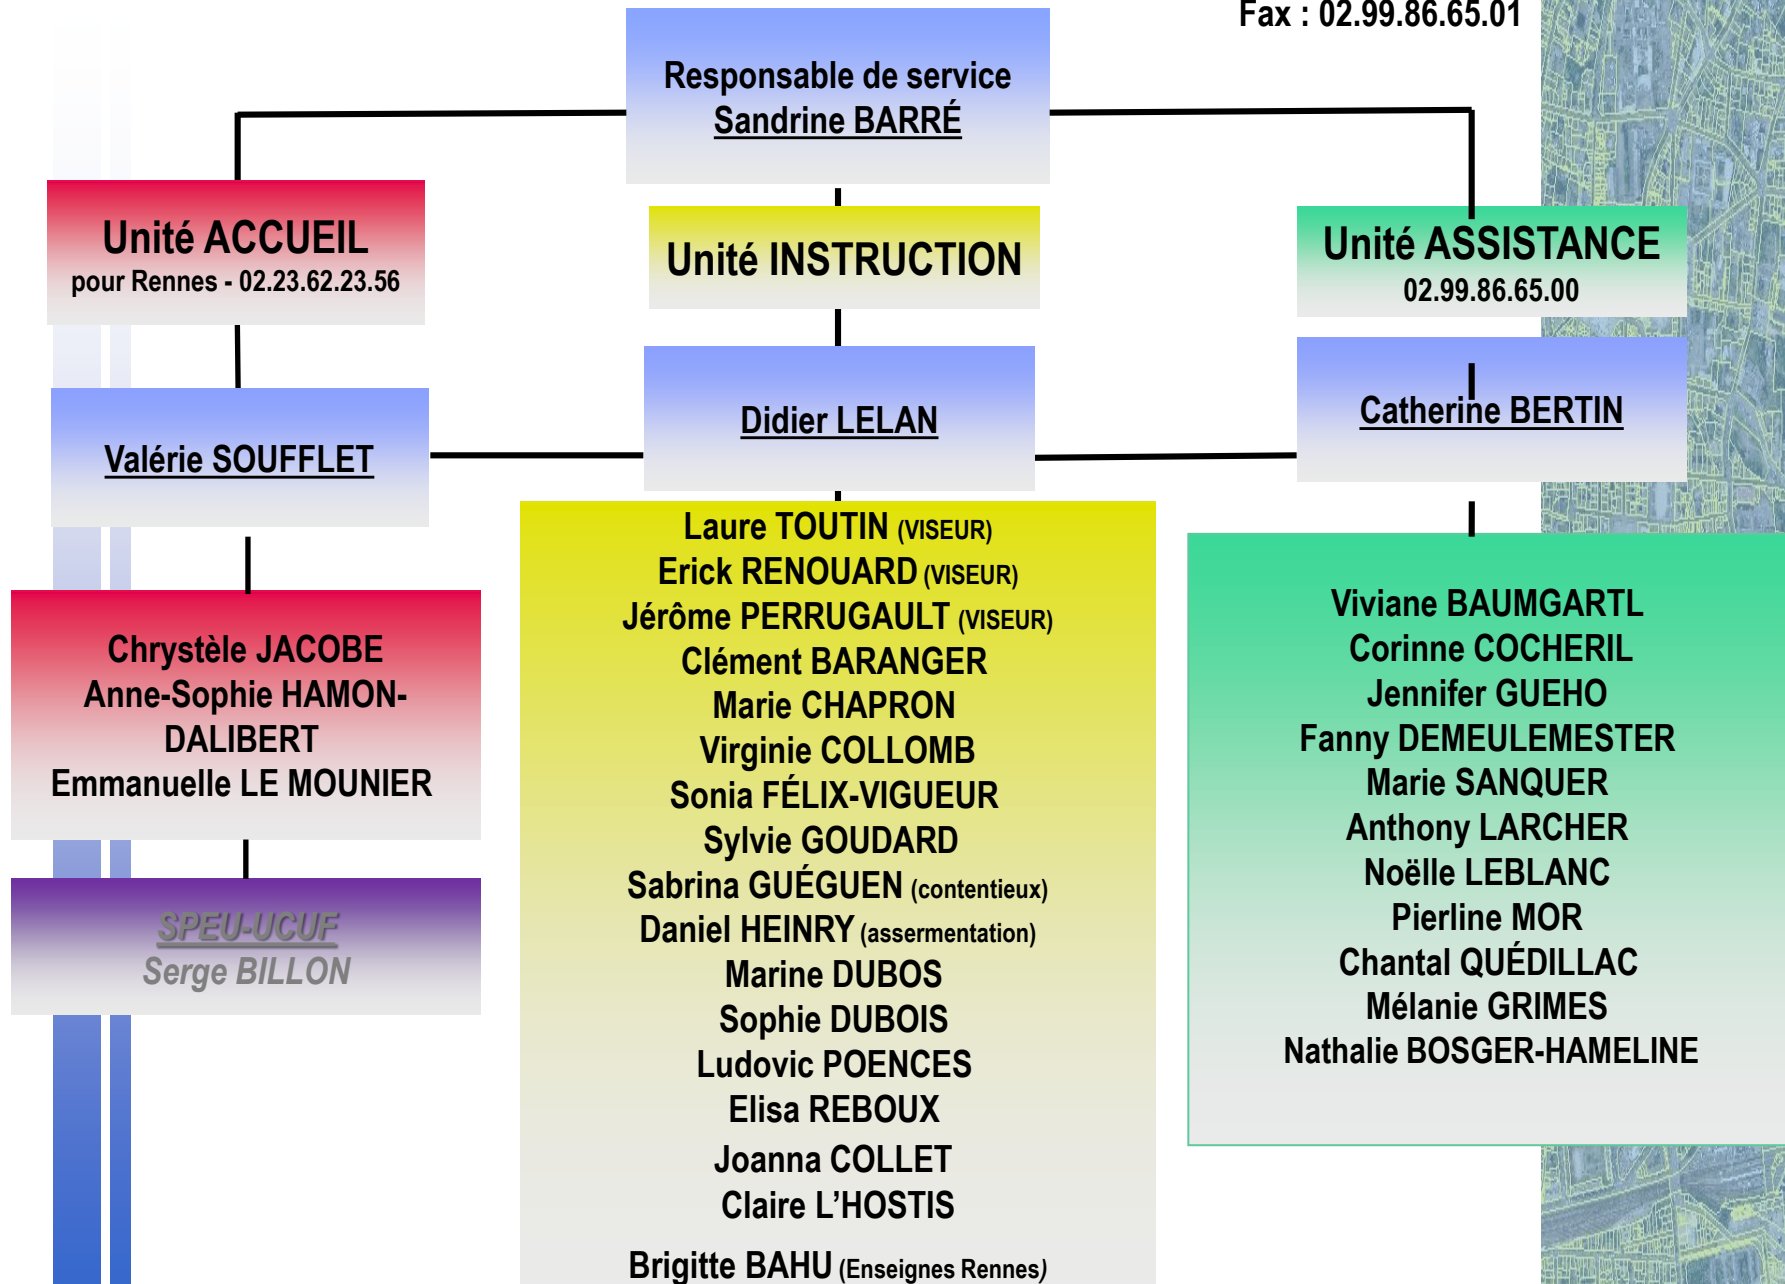 Fax : 02.99.86.65.01
Responsable de service
Sandrine BARRÉ
Unité ACCUEIL
pour Rennes - 02.23.62.23.56
Unité INSTRUCTION
Unité ASSISTANCE
02.99.86.65.00
Valérie SOUFFLET
Didier LELAN
Catherine BERTIN
Chrystèle JACOBE
Anne-Sophie HAMON-
DALIBERT
Emmanuelle LE MOUNIER
SPEU-UCUF
Serge BILLON
Laure TOUTIN (VISEUR)
Erick RENOUARD (VISEUR)
Jérôme PERRUGAULT (VISEUR)
Clément BARANGER
Marie CHAPRON
Virginie COLLOMB
Sonia FÉLIX-VIGUEUR
Sylvie GOUDARD
Sabrina GUÉGUEN (contentieux)
Daniel HEINRY (assermentation)
Marine DUBOS
Sophie DUBOIS
Ludovic POENCES
Elisa REBOUX
Joanna COLLET
Claire L’HOSTIS
Brigitte BAHU (Enseignes Rennes)
Viviane BAUMGARTL
Corinne COCHERIL
Jennifer GUEHO
Fanny DEMEULEMESTER
Marie SANQUER
Anthony LARCHER
Noëlle LEBLANC
Pierline MOR
Chantal QUÉDILLAC
Mélanie GRIMES
Nathalie BOSGER-HAMELINE